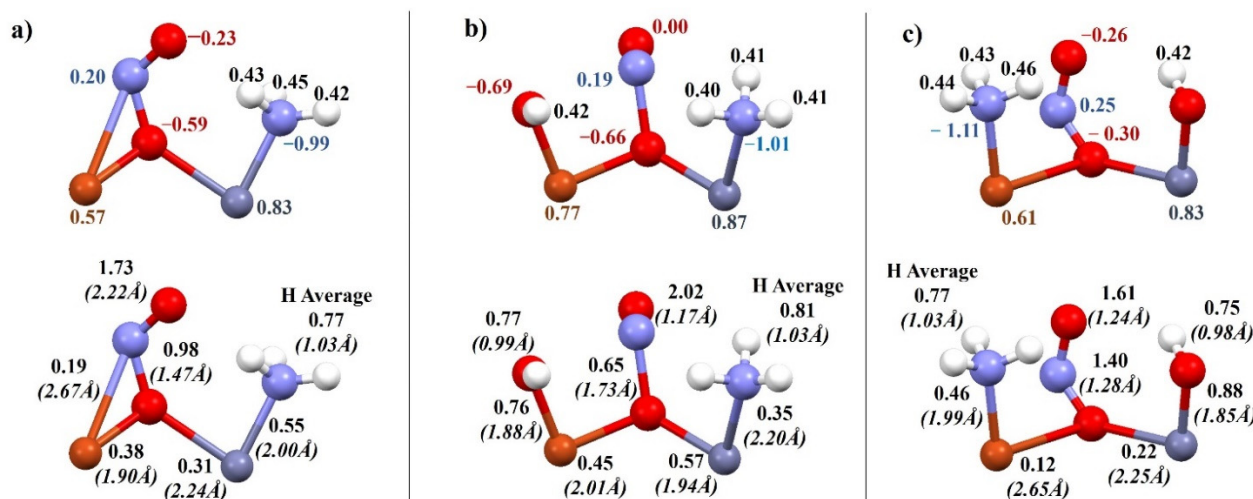 a)
−0.23
0.20
0.43
0.45
0.42
−0.59
−0.99
0.57
0.83
1.73
(2.22Å)
H Average
0.77
(1.03Å)
0.19
(2.67Å)
0.98
(1.47Å)
0.55
(2.00Å)
0.38
(1.90Å)
0.31
(2.24Å)
b)
0.00
0.19
0.41
0.40
0.41
−0.69
0.42
−0.66
−1.01
0.77
0.87
2.02
(1.17Å)
H Average
0.81
(1.03Å)
0.77
(0.99Å)
0.65
(1.73Å)
0.76
(1.88Å)
0.35
(2.20Å)
0.45
(2.01Å)
0.57
(1.94Å)
c)
−0.26
0.43
0.44
0.46
0.42
0.25
− 1.11
− 0.30
0.61
0.83
H Average
0.77
(1.03Å)
1.61
(1.24Å)
0.75
(0.98Å)
1.40
(1.28Å)
0.46
(1.99Å)
0.88
(1.85Å)
0.12
(2.65Å)
0.22
(2.25Å)